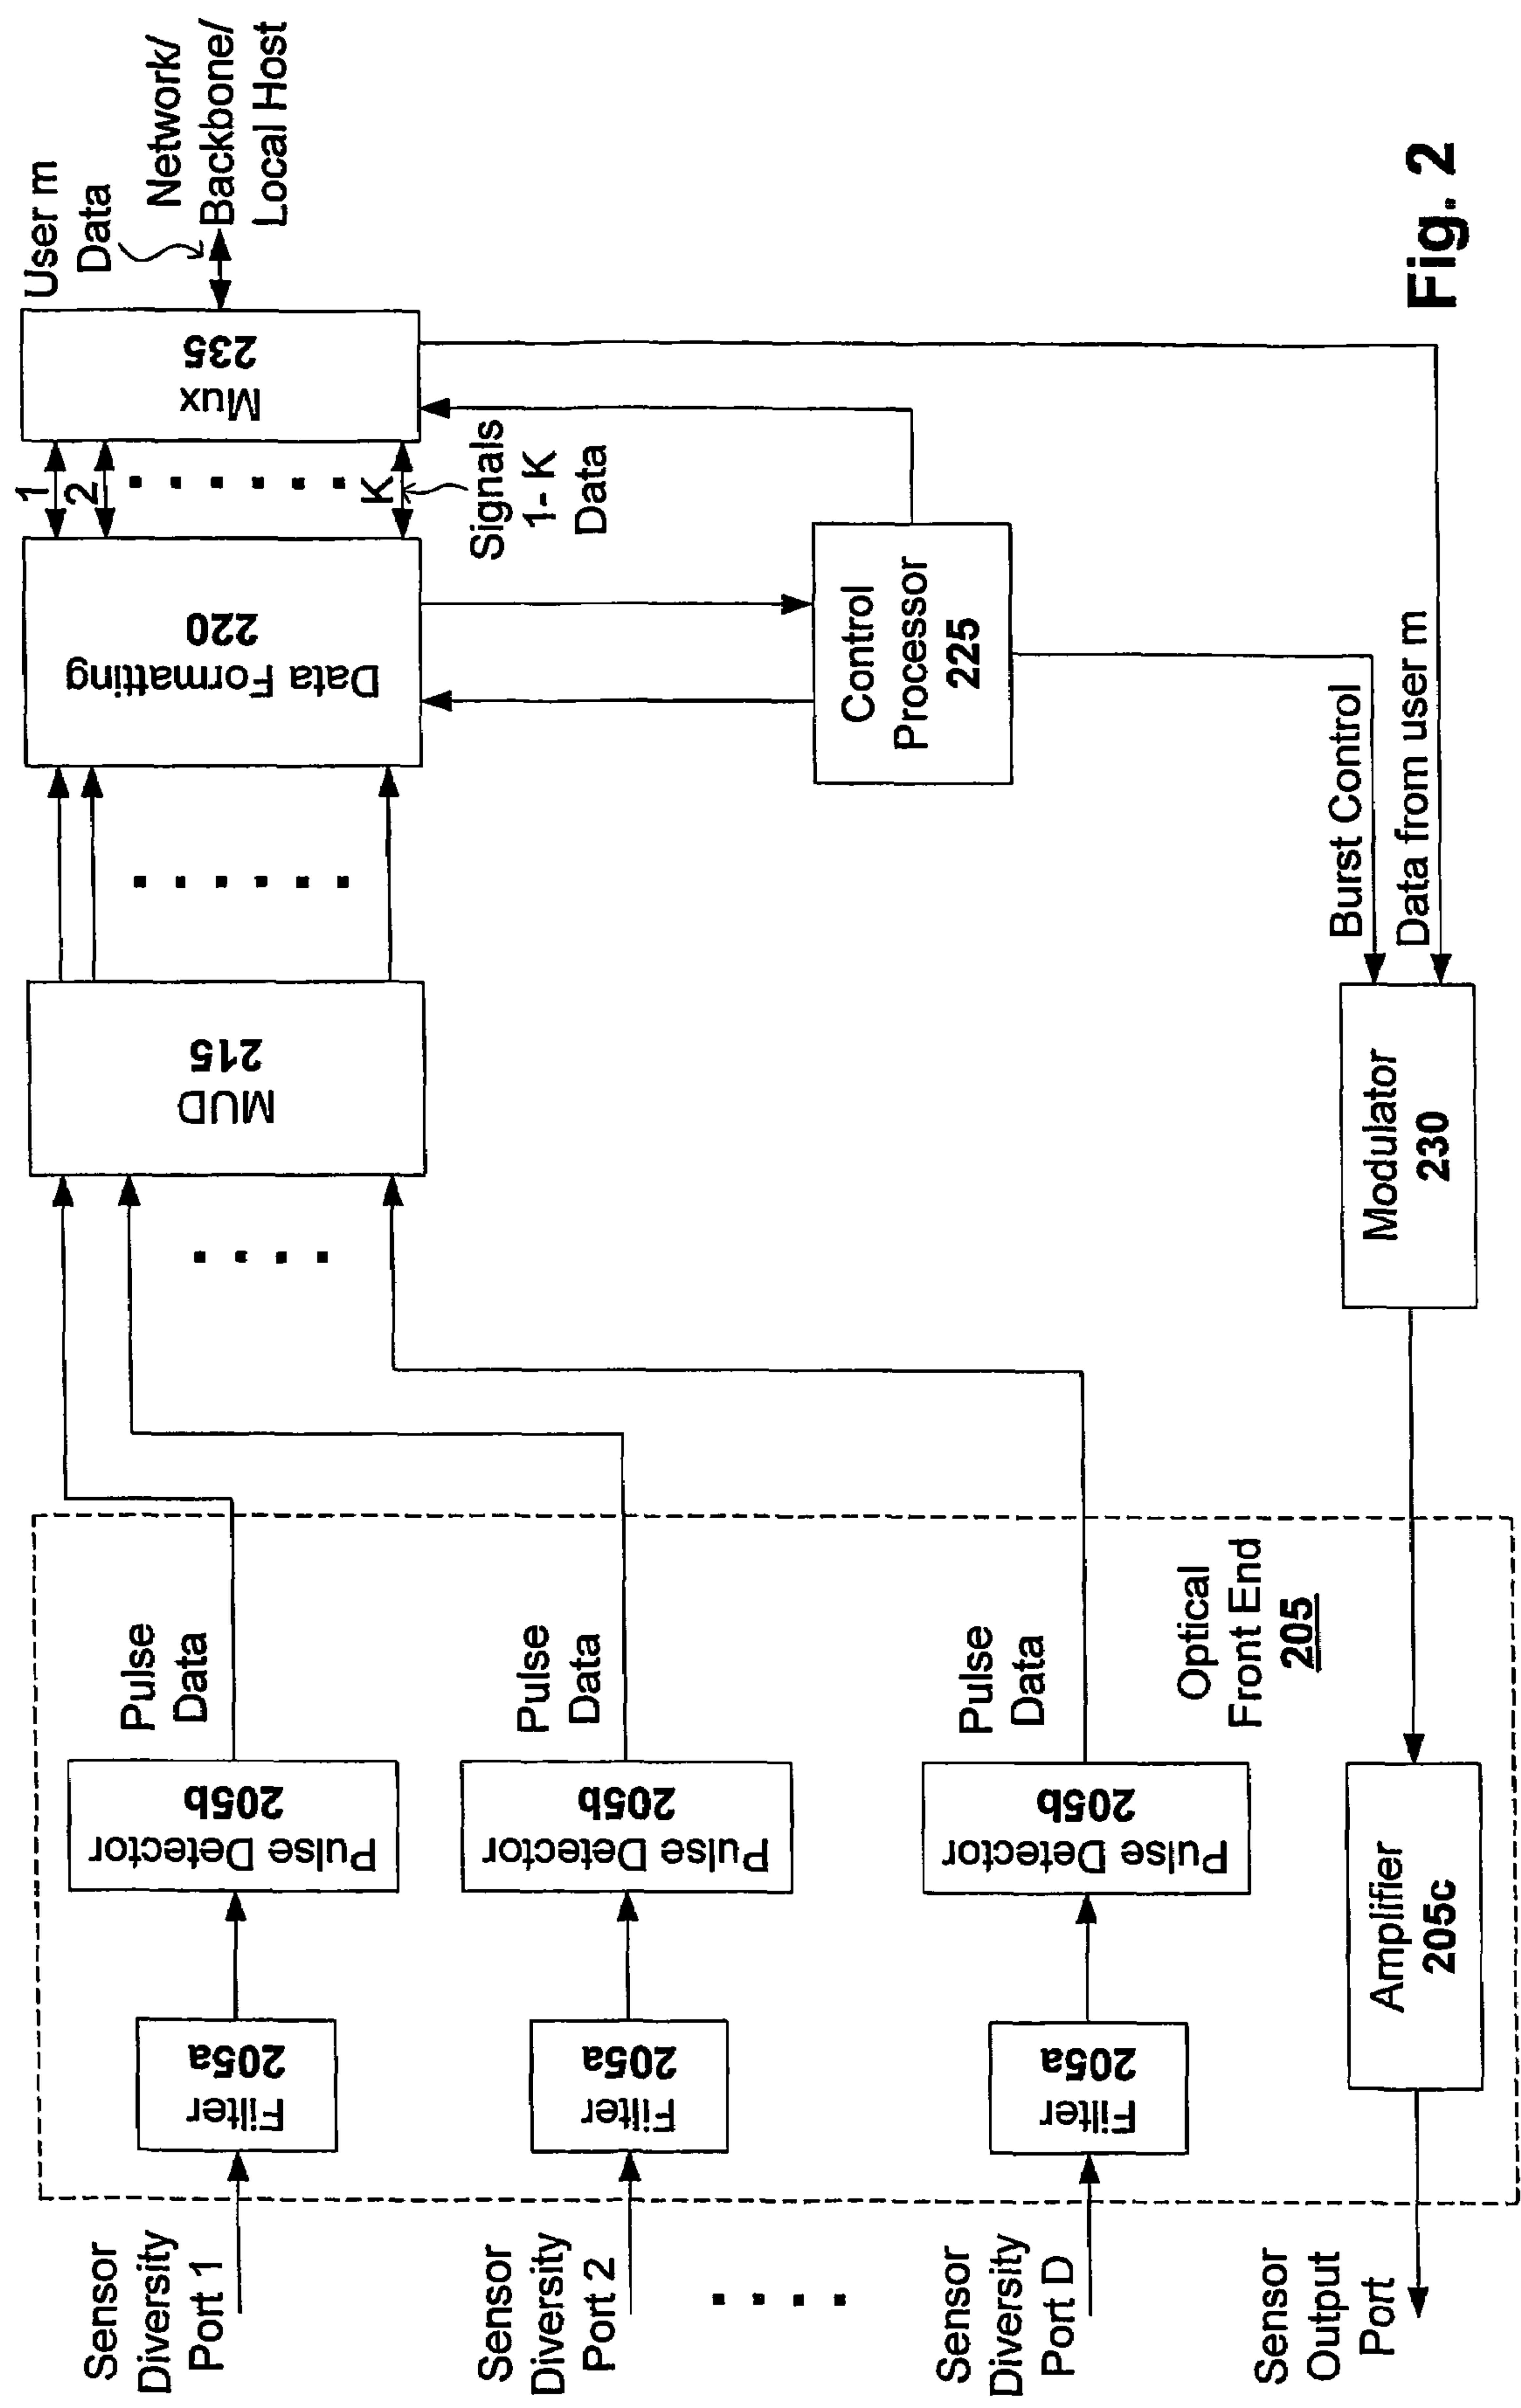 Sensor
Diversity
Port 1
Filter
205a
Pulse Detector
205b
Pulse
Data
Sensor
Diversity
Port 2
Filter
205a
Pulse Detector
205b
Pulse
Data
Sensor
Diversity
Port D
Filter
205a
Pulse Detector
205b
Pulse
Data
Optical
Front End
205
Sensor
Output
Port
Amplifier
205c
MUD
215
Data Formatting
220
1
2
K
Signals
1- K
Data
Mux
235
User m
Data
Network/
Backbone/
Local Host
Control
Processor
225
Burst Control
Data from user m
Modulator
230
Fig. 2